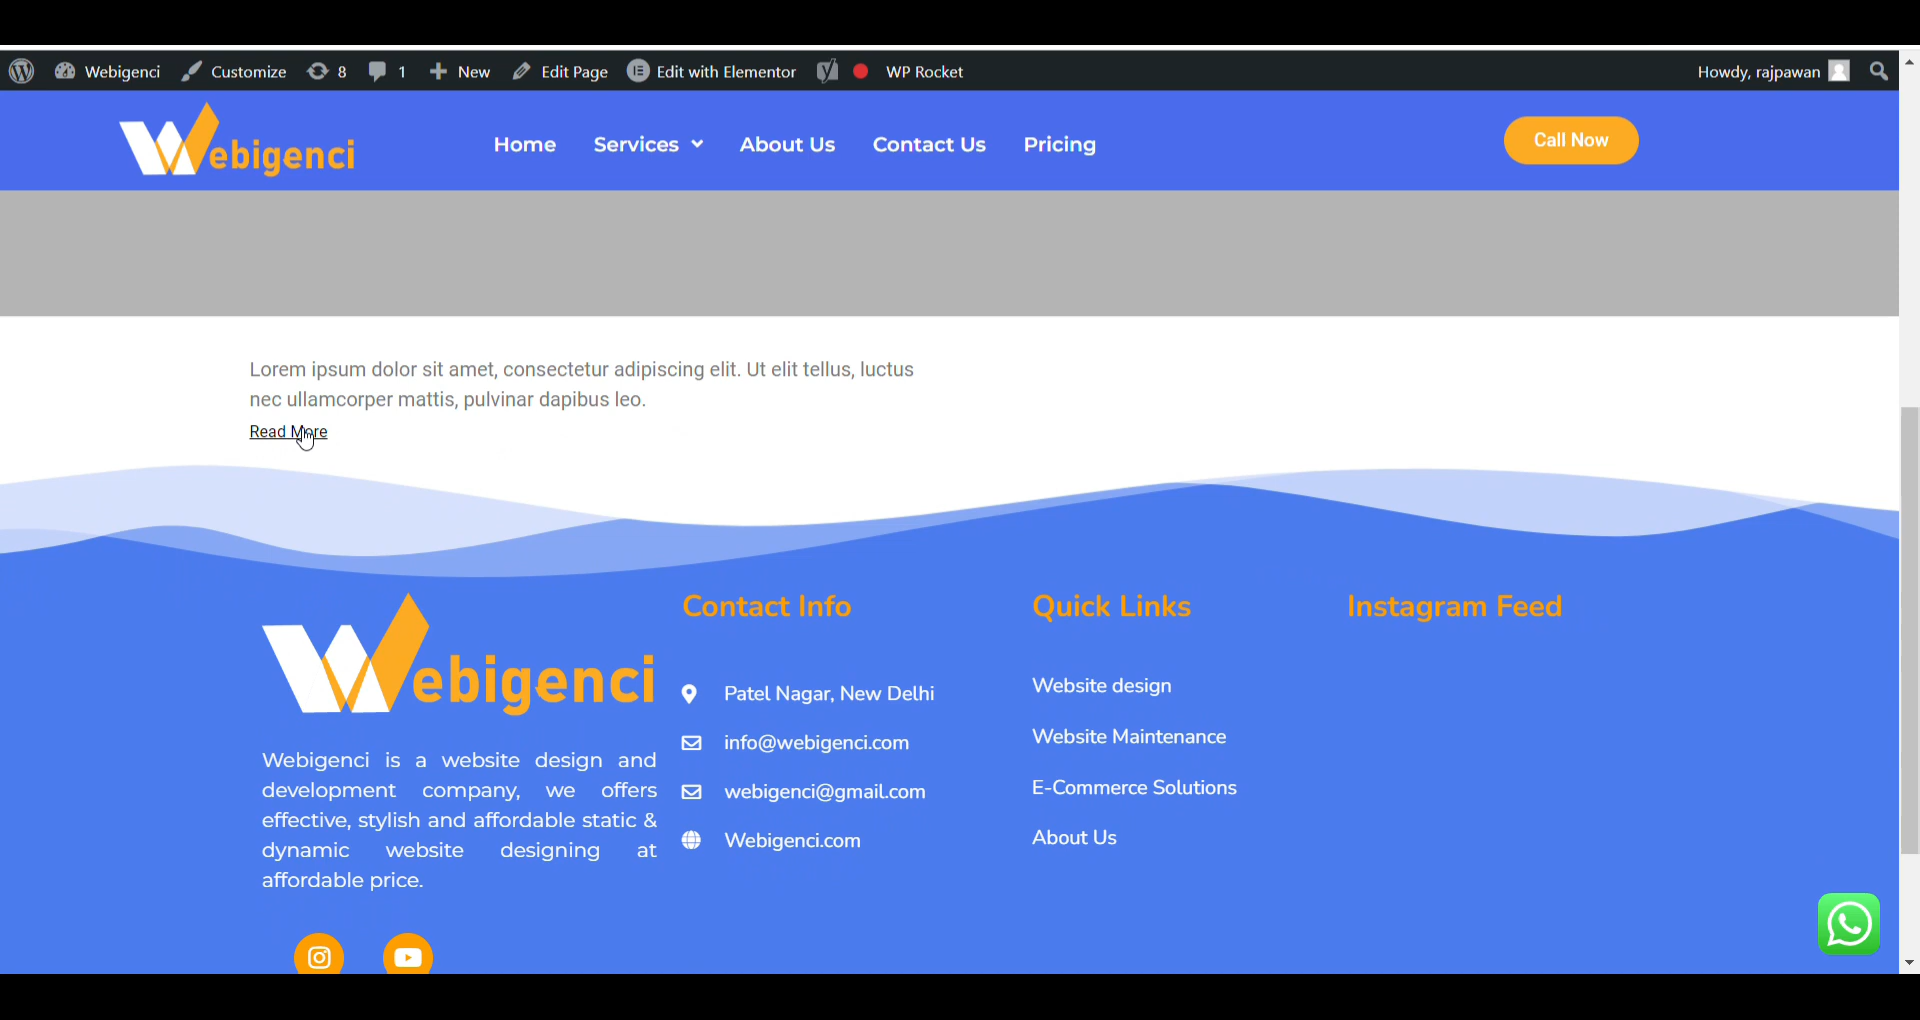 Webigenci Customize 8 1 New Edit Page Edit with Elementor WP Rocket Howdy, rajpawan
Webigenci Home Services About Us Contact Us Pricing Call Now
Lorem ipsum dolor sit amet, consectetur adipiscing elit. Ut elit tellus, luctus
nec ullamcorper mattis, pulvinar dapibus leo.
Read More
Webigenci
Webigenci is a website design and
development company, we offers
effective, stylish and affordable static &
dynamic website designing at
affordable price.
Contact Info
Patel Nagar, New Delhi
info@webigenci.com
webigenci@gmail.com
Webigenci.com
Quick Links
Website design
Website Maintenance
E-Commerce Solutions
About Us
Instagram Feed